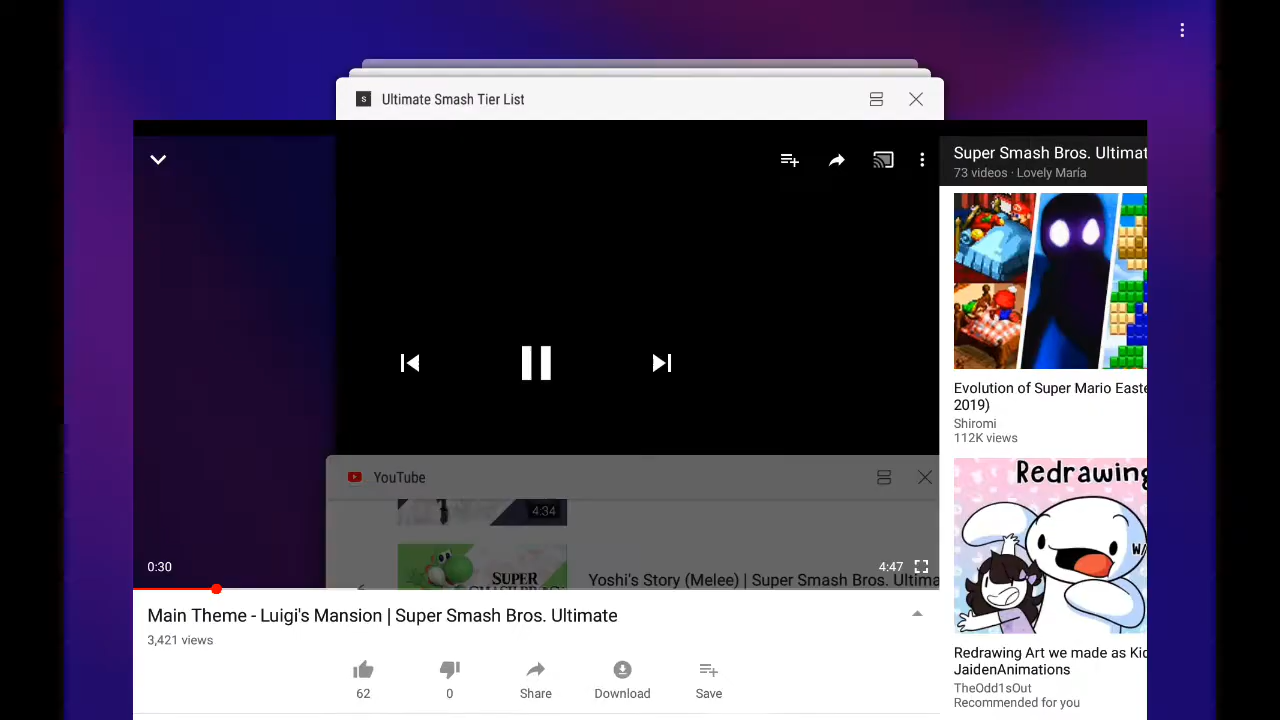 S Ultimate Smash Tier List
Super Smash Bros. Ultimat
73 videos · Lovely María
Evolution of Super Mario Easte
2019)
Shiromi
112K views
YouTube
4:34
SUPER
Yoshi's Story (Melee) | Super Smash Bros. Ultima
0:30
4:47
Main Theme - Luigi's Mansion | Super Smash Bros. Ultimate
3,421 views
62
0
Share
Download
Save
Redrawing
W/
Redrawing Art we made as Kid
JaidenAnimations
TheOdd1sOut
Recommended for you